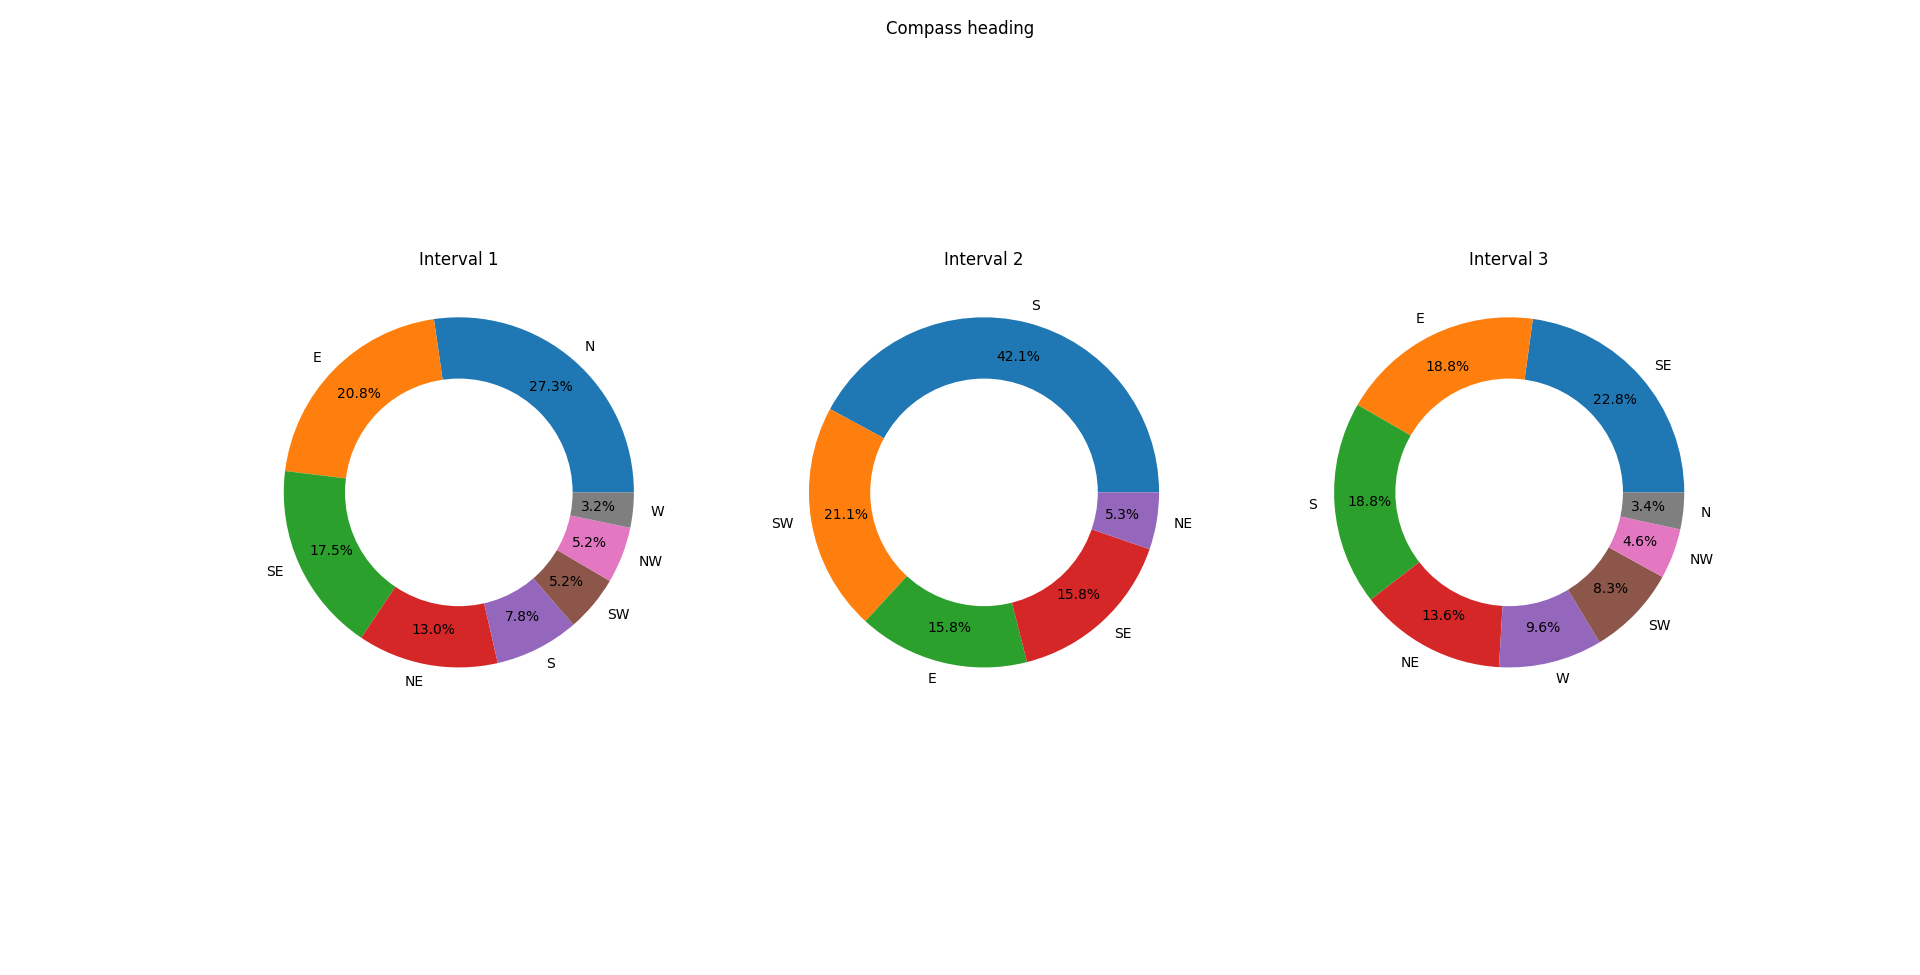 Compass heading
Interval 1
N
27.3%
E
20.8%
SE
17.5%
NE
13.0%
S
7.8%
SW
5.2%
NW
5.2%
W
3.2%
Interval 2
S
42.1%
SW
21.1%
E
15.8%
SE
15.8%
NE
5.3%
Interval 3
SE
22.8%
E
18.8%
S
18.8%
NE
13.6%
W
9.6%
SW
8.3%
NW
4.6%
N
3.4%